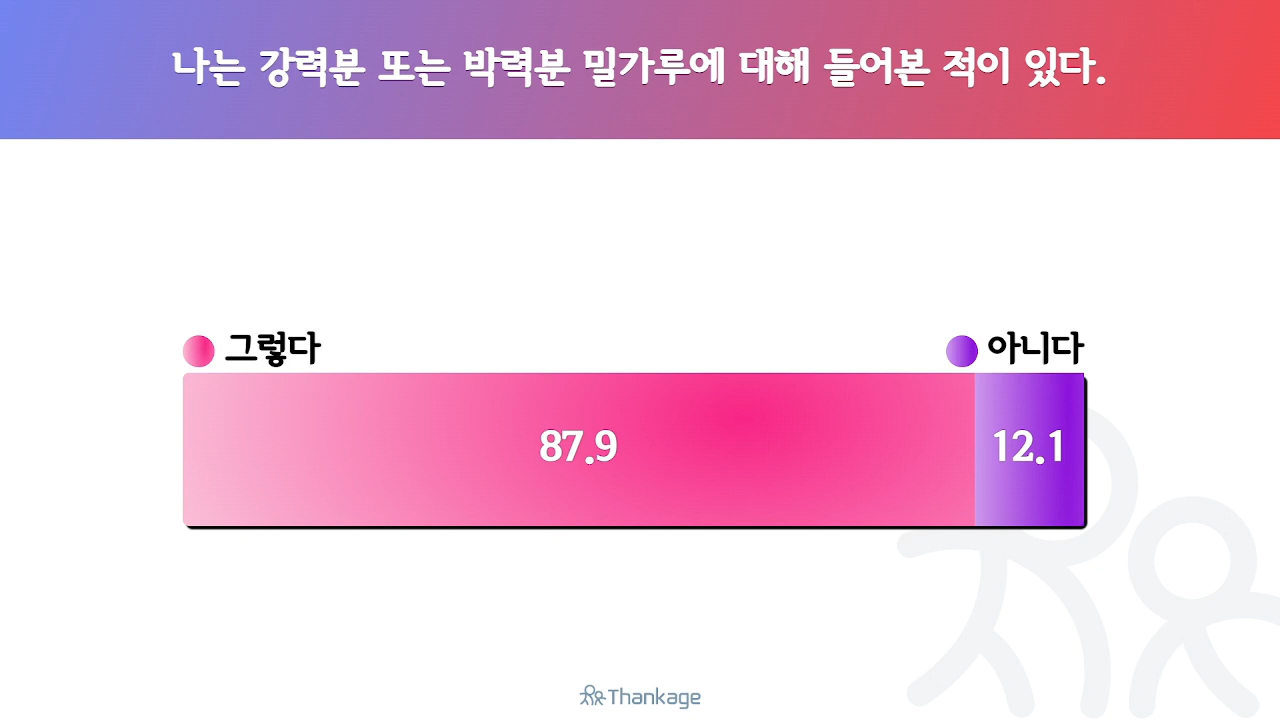 나는 강력분 또는 박력분 밀가루에 대해 들어본 적이 있다.
그렇다
아니다
87.9
12.1
Thankage